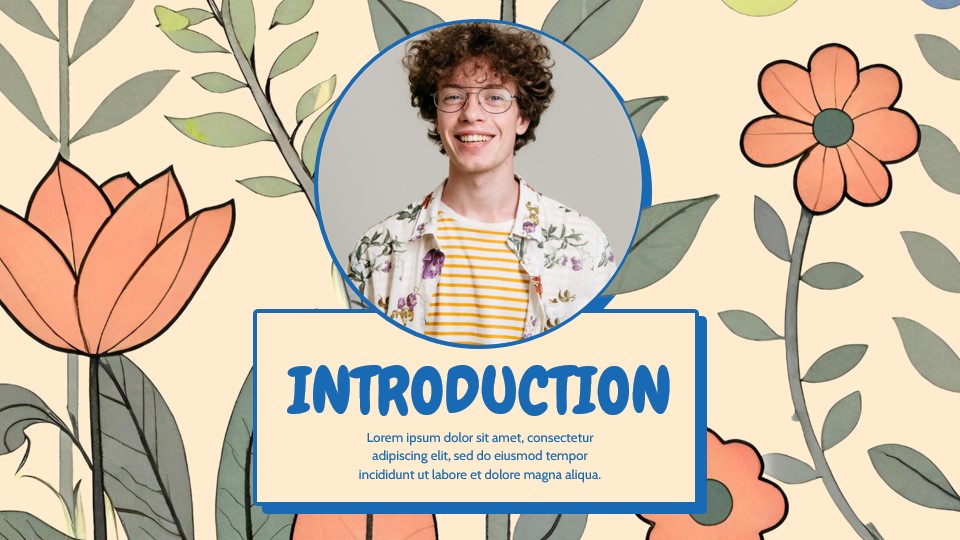 INTRODUCTION
Lorem ipsum dolor sit amet, consectetur
adipiscing elit, sed do eiusmod tempor
incididunt ut labore et dolore magna aliqua.